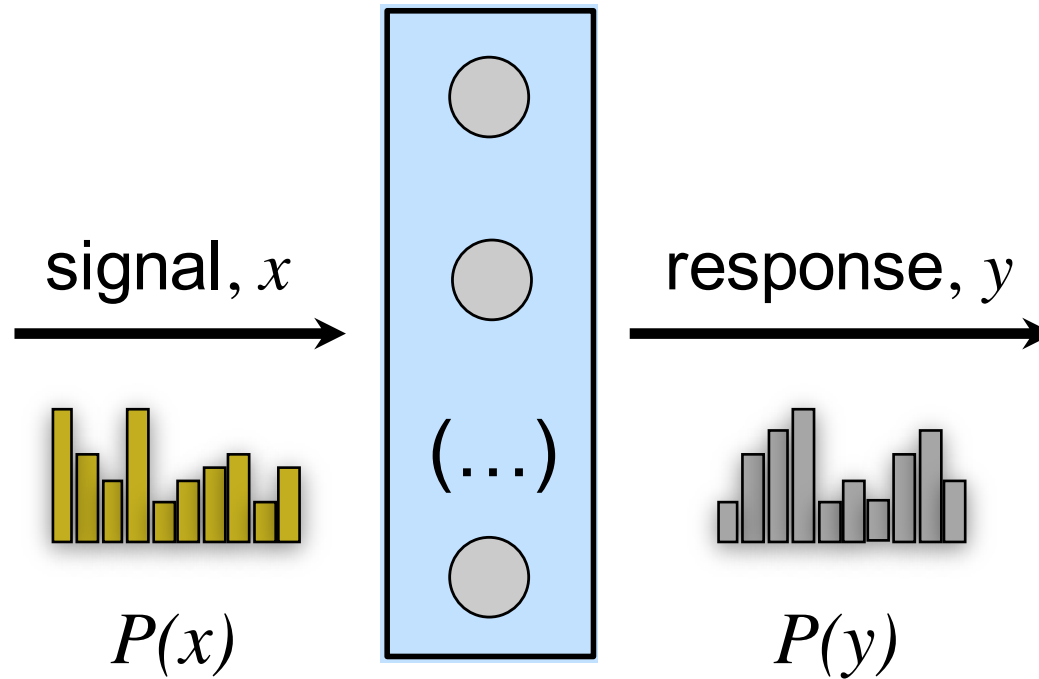 signal, x
response, y
(...)
P(x)
P(y)